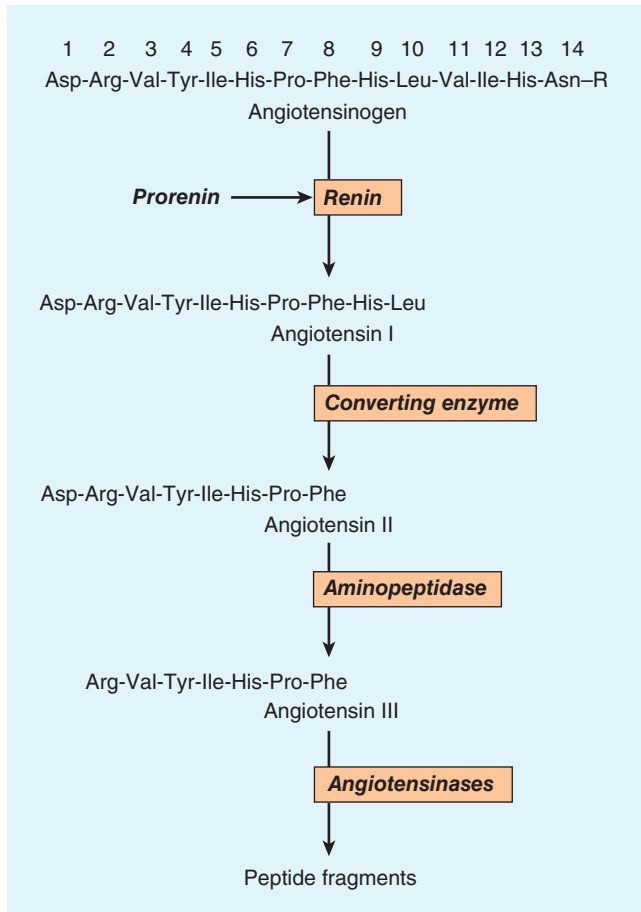 1 2 3 4 5 6 7 8 9 10 11 12 13 14
Asp-Arg-Val-Tyr-Ile-His-Pro-Phe-His-Leu-Val-Ile-His-Asn–R
Angiotensinogen
Prorenin Renin
Asp-Arg-Val-Tyr-Ile-His-Pro-Phe-His-Leu
Angiotensin I
Converting enzyme
Asp-Arg-Val-Tyr-Ile-His-Pro-Phe
Angiotensin II
Aminopeptidase
Arg-Val-Tyr-Ile-His-Pro-Phe
Angiotensin III
Angiotensinases
Peptide fragments